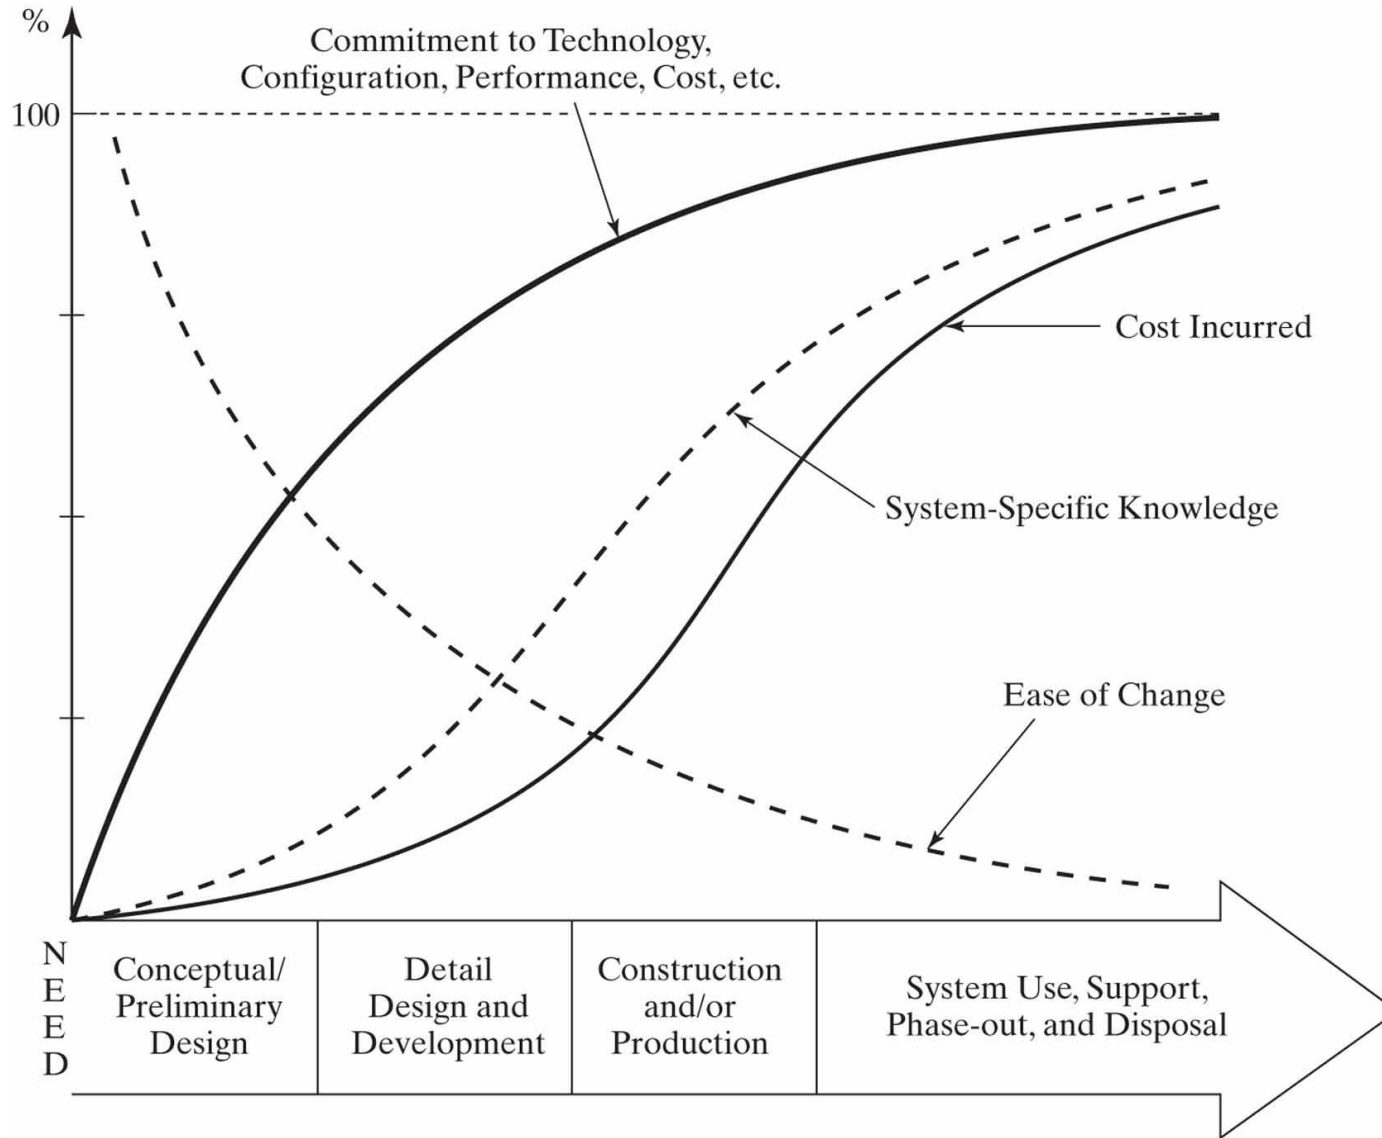 %
Commitment to Technology,
Configuration, Performance, Cost, etc.
100
Cost Incurred
System-Specific Knowledge
Ease of Change
NEED
Conceptual/
Preliminary
Design
Detail
Design and
Development
Construction
and/or
Production
System Use, Support,
Phase-out, and Disposal